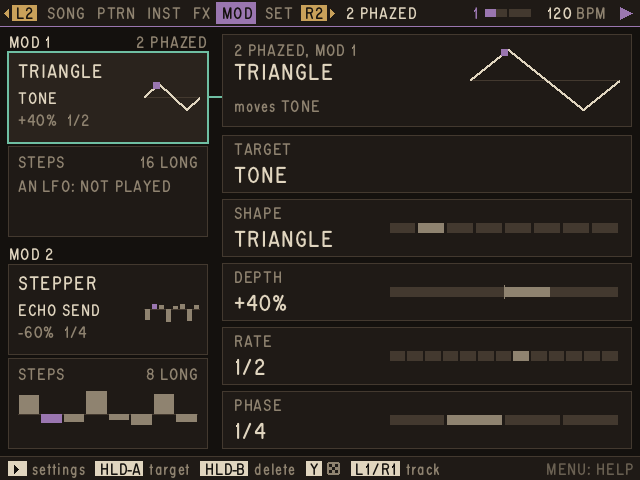 L2 SONG PTRN INST FX MOD SET R2 2 PHAZED 1 120 BPM
MOD 1 2 PHAZED
TRIANGLE
TONE
+40% 1/2
STEPS 16 LONG
AN LFO: NOT PLAYED
MOD 2
STEPPER
ECHO SEND
-60% 1/4
STEPS 8 LONG
2 PHAZED, MOD 1
TRIANGLE
moves TONE
TARGET
TONE
SHAPE
TRIANGLE
DEPTH
+40%
RATE
1/2
PHASE
1/4
settings HLD-A target HLD-B delete Y L1/R1 track MENU: HELP